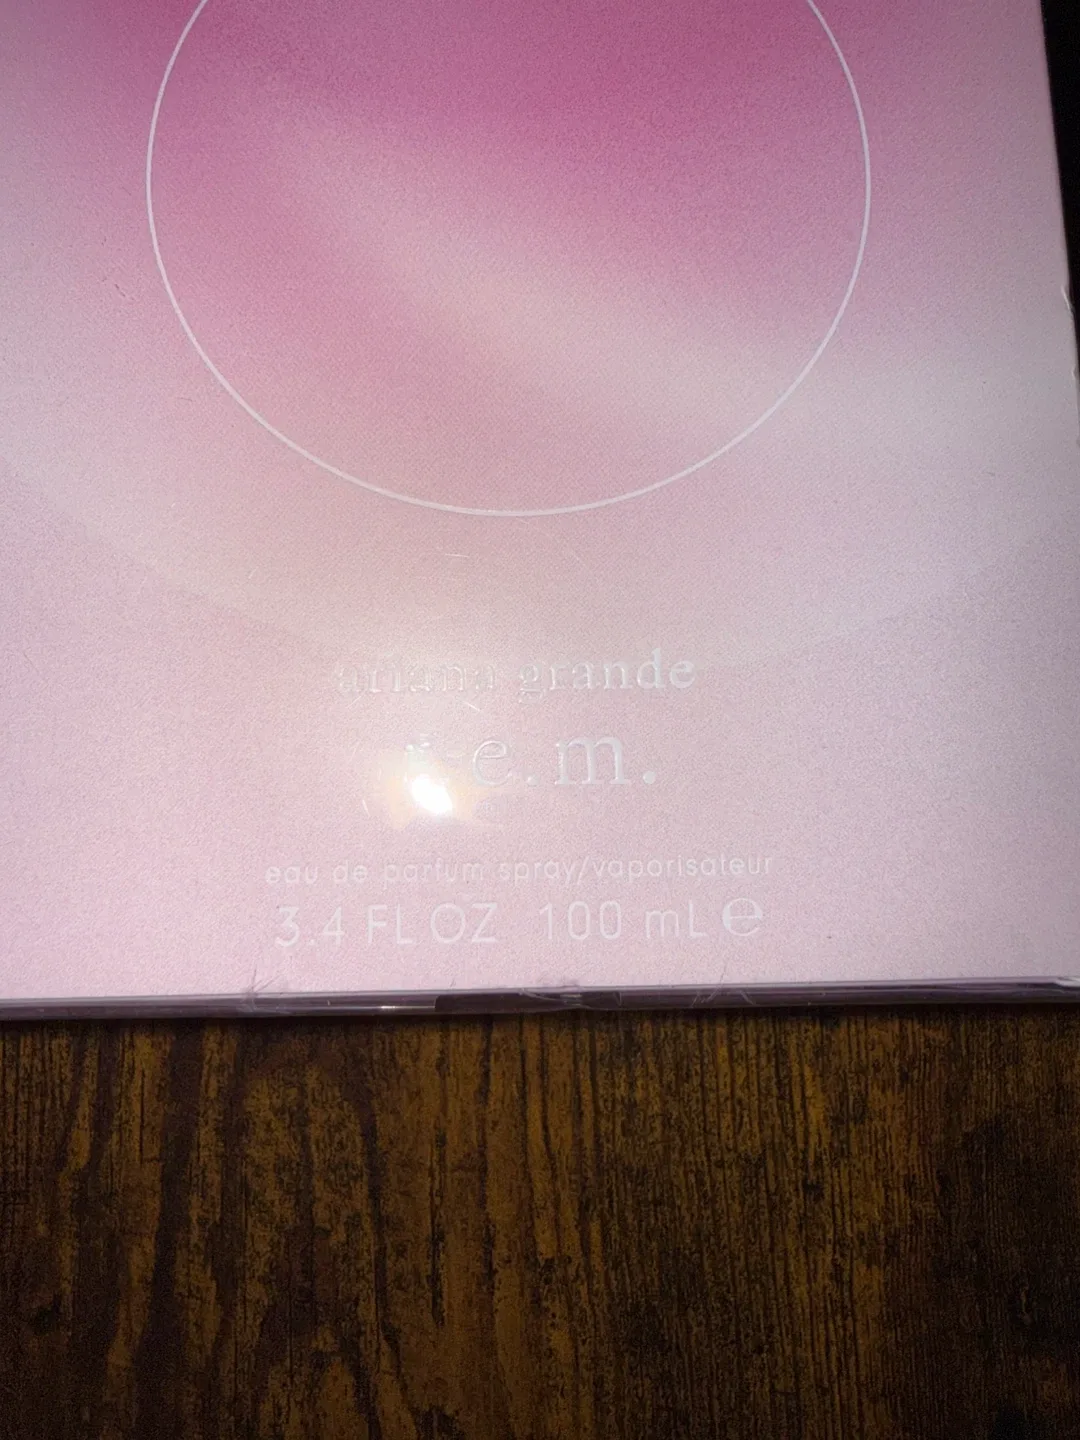 ariana grande
r.e.m.
eau de parfum spray/vaporisateur
3.4 FL OZ 100 mL ℮